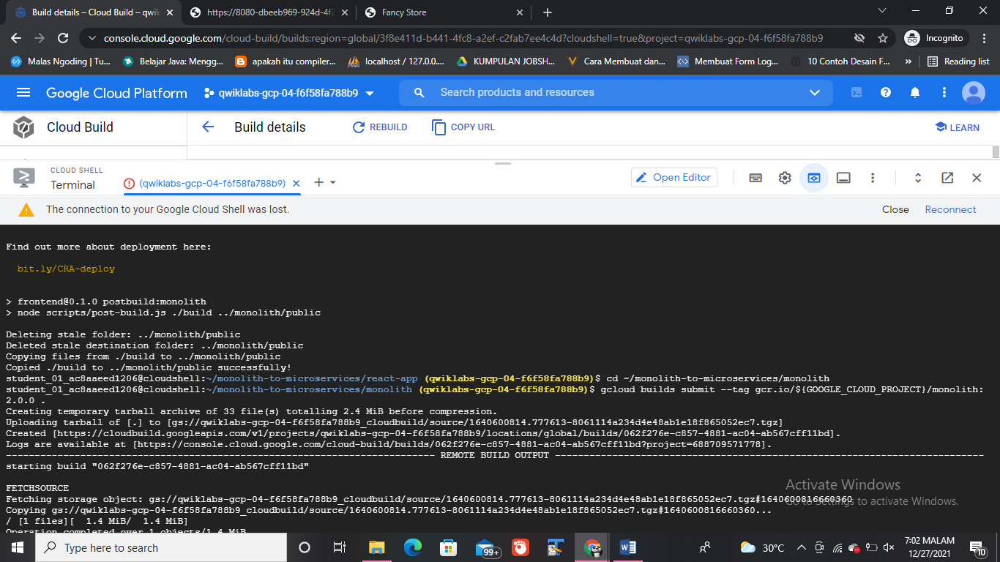 Build details – Cloud Build – qwik
https://8080-dbeeb969-924d-4f2
Fancy Store
console.cloud.google.com/cloud-build/builds;region=global/3f8e411d-b441-4fc8-a2ef-c2fab7ee4c4d?cloudshell=true&project=qwiklabs-gcp-04-f6f58fa788b9
Incognito
Malas Ngoding | Tu...
Belajar Java: Mengg...
apakah itu compiler...
localhost / 127.0.0....
KUMPULAN JOBSH...
Cara Membuat dan...
Membuat Form Log...
10 Contoh Desain F...
»
Reading list
Google Cloud Platform
qwiklabs-gcp-04-f6f58fa788b9
Search products and resources
Cloud Build
Build details
REBUILD
COPY URL
LEARN
CLOUD SHELL
Terminal
(qwiklabs-gcp-04-f6f58fa788b9)
Open Editor
The connection to your Google Cloud Shell was lost.
Close
Reconnect
Find out more about deployment here:
bit.ly/CRA-deploy
> frontend@0.1.0 postbuild:monolith
> node scripts/post-build.js ./build ../monolith/public
Deleting stale folder: ../monolith/public
Deleted stale destination folder: ../monolith/public
Copying files from ./build to ../monolith/public
Copied ./build to ../monolith/public successfully!
student_01_ac8aaeed1206@cloudshell:~/monolith-to-microservices/react-app (qwiklabs-gcp-04-f6f58fa788b9)$ cd ~/monolith-to-microservices/monolith
student_01_ac8aaeed1206@cloudshell:~/monolith-to-microservices/monolith (qwiklabs-gcp-04-f6f58fa788b9)$ gcloud builds submit --tag gcr.io/${GOOGLE_CLOUD_PROJECT}/monolith:
2.0.0 .
Creating temporary tarball archive of 33 file(s) totalling 2.4 MiB before compression.
Uploading tarball of [.] to [gs://qwiklabs-gcp-04-f6f58fa788b9_cloudbuild/source/1640600814.777613-8061114a234d4e48ab1e18f865052ec7.tgz]
Created [https://cloudbuild.googleapis.com/v1/projects/qwiklabs-gcp-04-f6f58fa788b9/locations/global/builds/062f276e-c857-4881-ac04-ab567cff11bd].
Logs are available at [https://console.cloud.google.com/cloud-build/builds/062f276e-c857-4881-ac04-ab567cff11bd?project=688709571778].
REMOTE BUILD OUTPUT
starting build "062f276e-c857-4881-ac04-ab567cff11bd"
FETCHSOURCE
Fetching storage object: gs://qwiklabs-gcp-04-f6f58fa788b9_cloudbuild/source/1640600814.777613-8061114a234d4e48ab1e18f865052ec7.tgz#1640600816660360
Copying gs://qwiklabs-gcp-04-f6f58fa788b9_cloudbuild/source/1640600814.777613-8061114a234d4e48ab1e18f865052ec7.tgz#1640600816660360...
/ [1 files][  1.4 MiB/  1.4 MiB]
Operation completed over 1 objects/1.4 MiB.
Activate Windows
Go to Settings to activate Windows.
Type here to search
99+
30°C
7:02 MALAM
12/27/2021
10